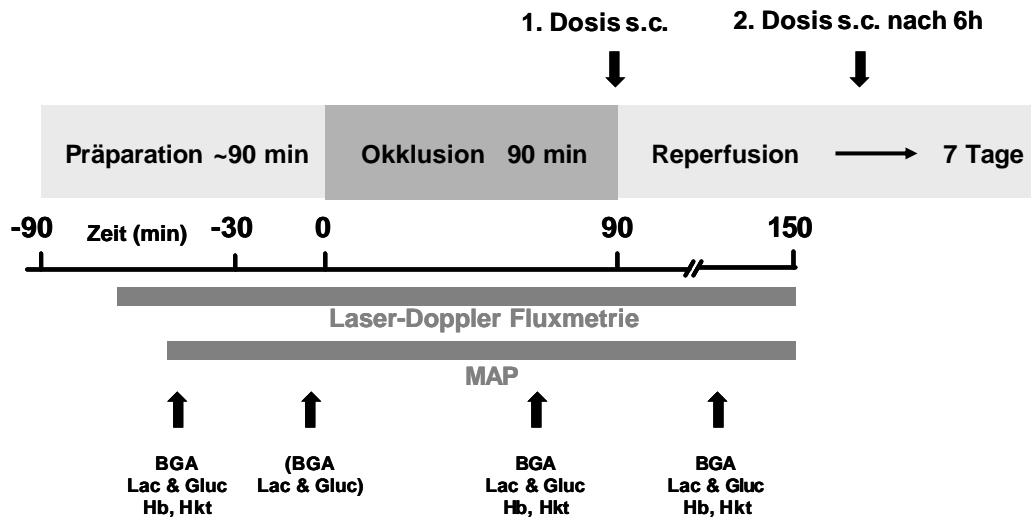 1. Dosis s.c. 2. Dosis s.c. nach 6h
Präparation ~90 min Okklusion 90 min Reperfusion 7 Tage
-90 Zeit (min) -30 0 90 150
Laser-Doppler Fluxmetrie
MAP
BGA
Lac & Gluc
Hb, Hkt
(BGA
Lac & Gluc)
BGA
Lac & Gluc
Hb, Hkt
BGA
Lac & Gluc
Hb, Hkt